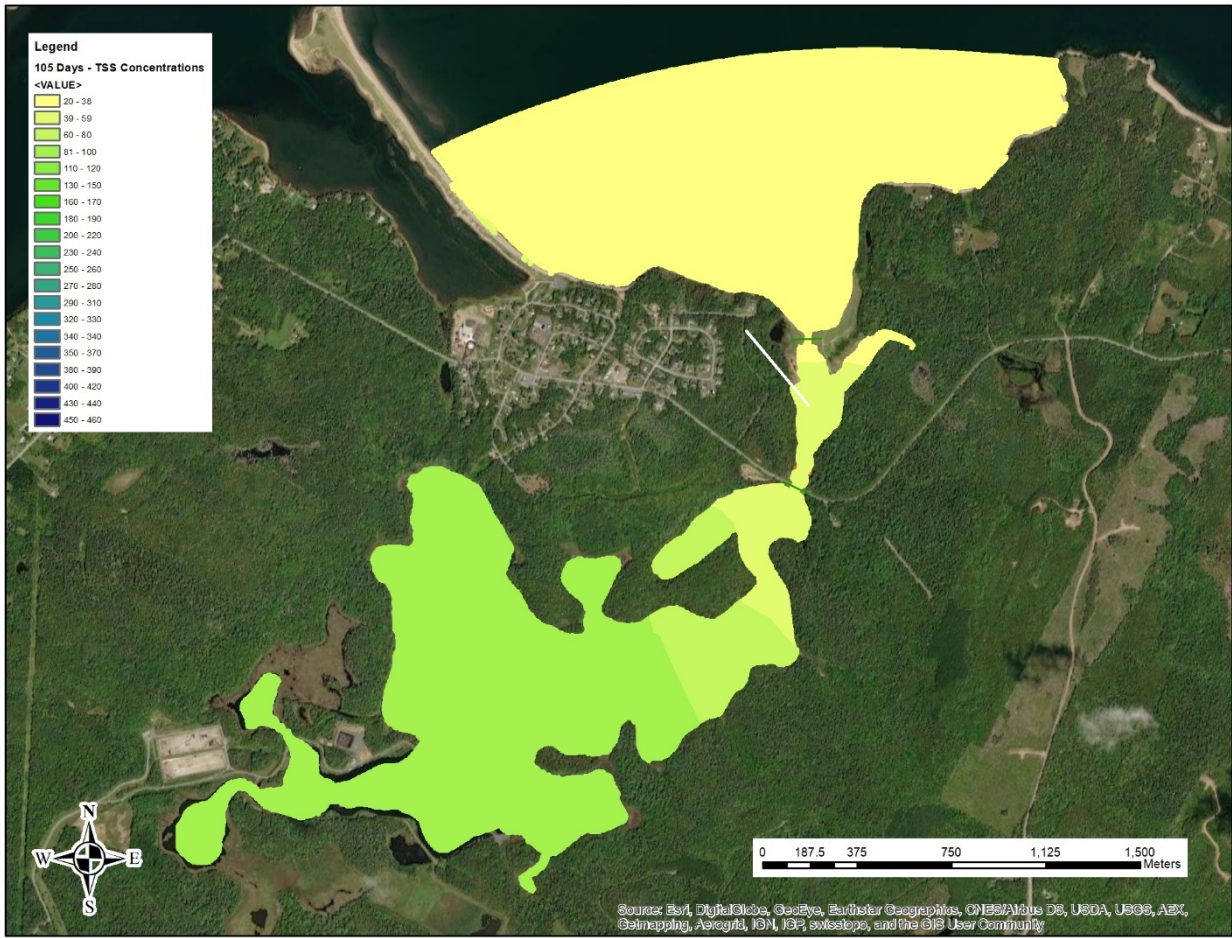 Legend
105 Days - TSS Concentrations
<VALUE>
20 - 38
39 - 59
60 - 80
81 - 100
110 - 120
130 - 150
160 - 170
180 - 190
200 - 220
230 - 240
250 - 260
270 - 280
290 - 310
320 - 330
340 - 340
350 - 370
380 - 390
400 - 420
430 - 440
450 - 460
N
W E
S
0 187.5 375 750 1,125 1,500
Meters
Source: Esri, DigitalGlobe, GeoEye, Earthstar Geographics, CNES/Airbus DS, USDA, USGS, AEX,
Getmapping, Aerogrid, IGN, IGP, swisstopo, and the GIS User Community